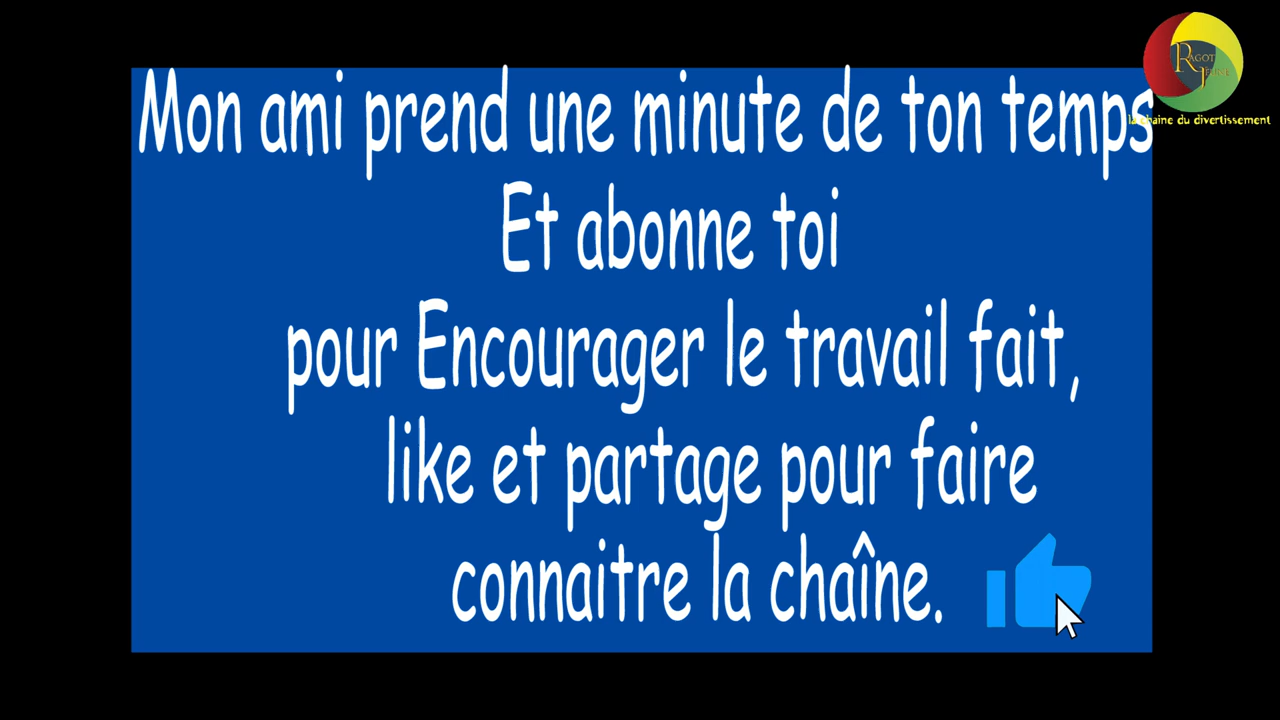 Mon ami prend une minute de ton temps
Et abonne toi
pour Encourager le travail fait,
like et partage pour faire
connaitre la chaîne.
RAGOT
la chaine du divertissement